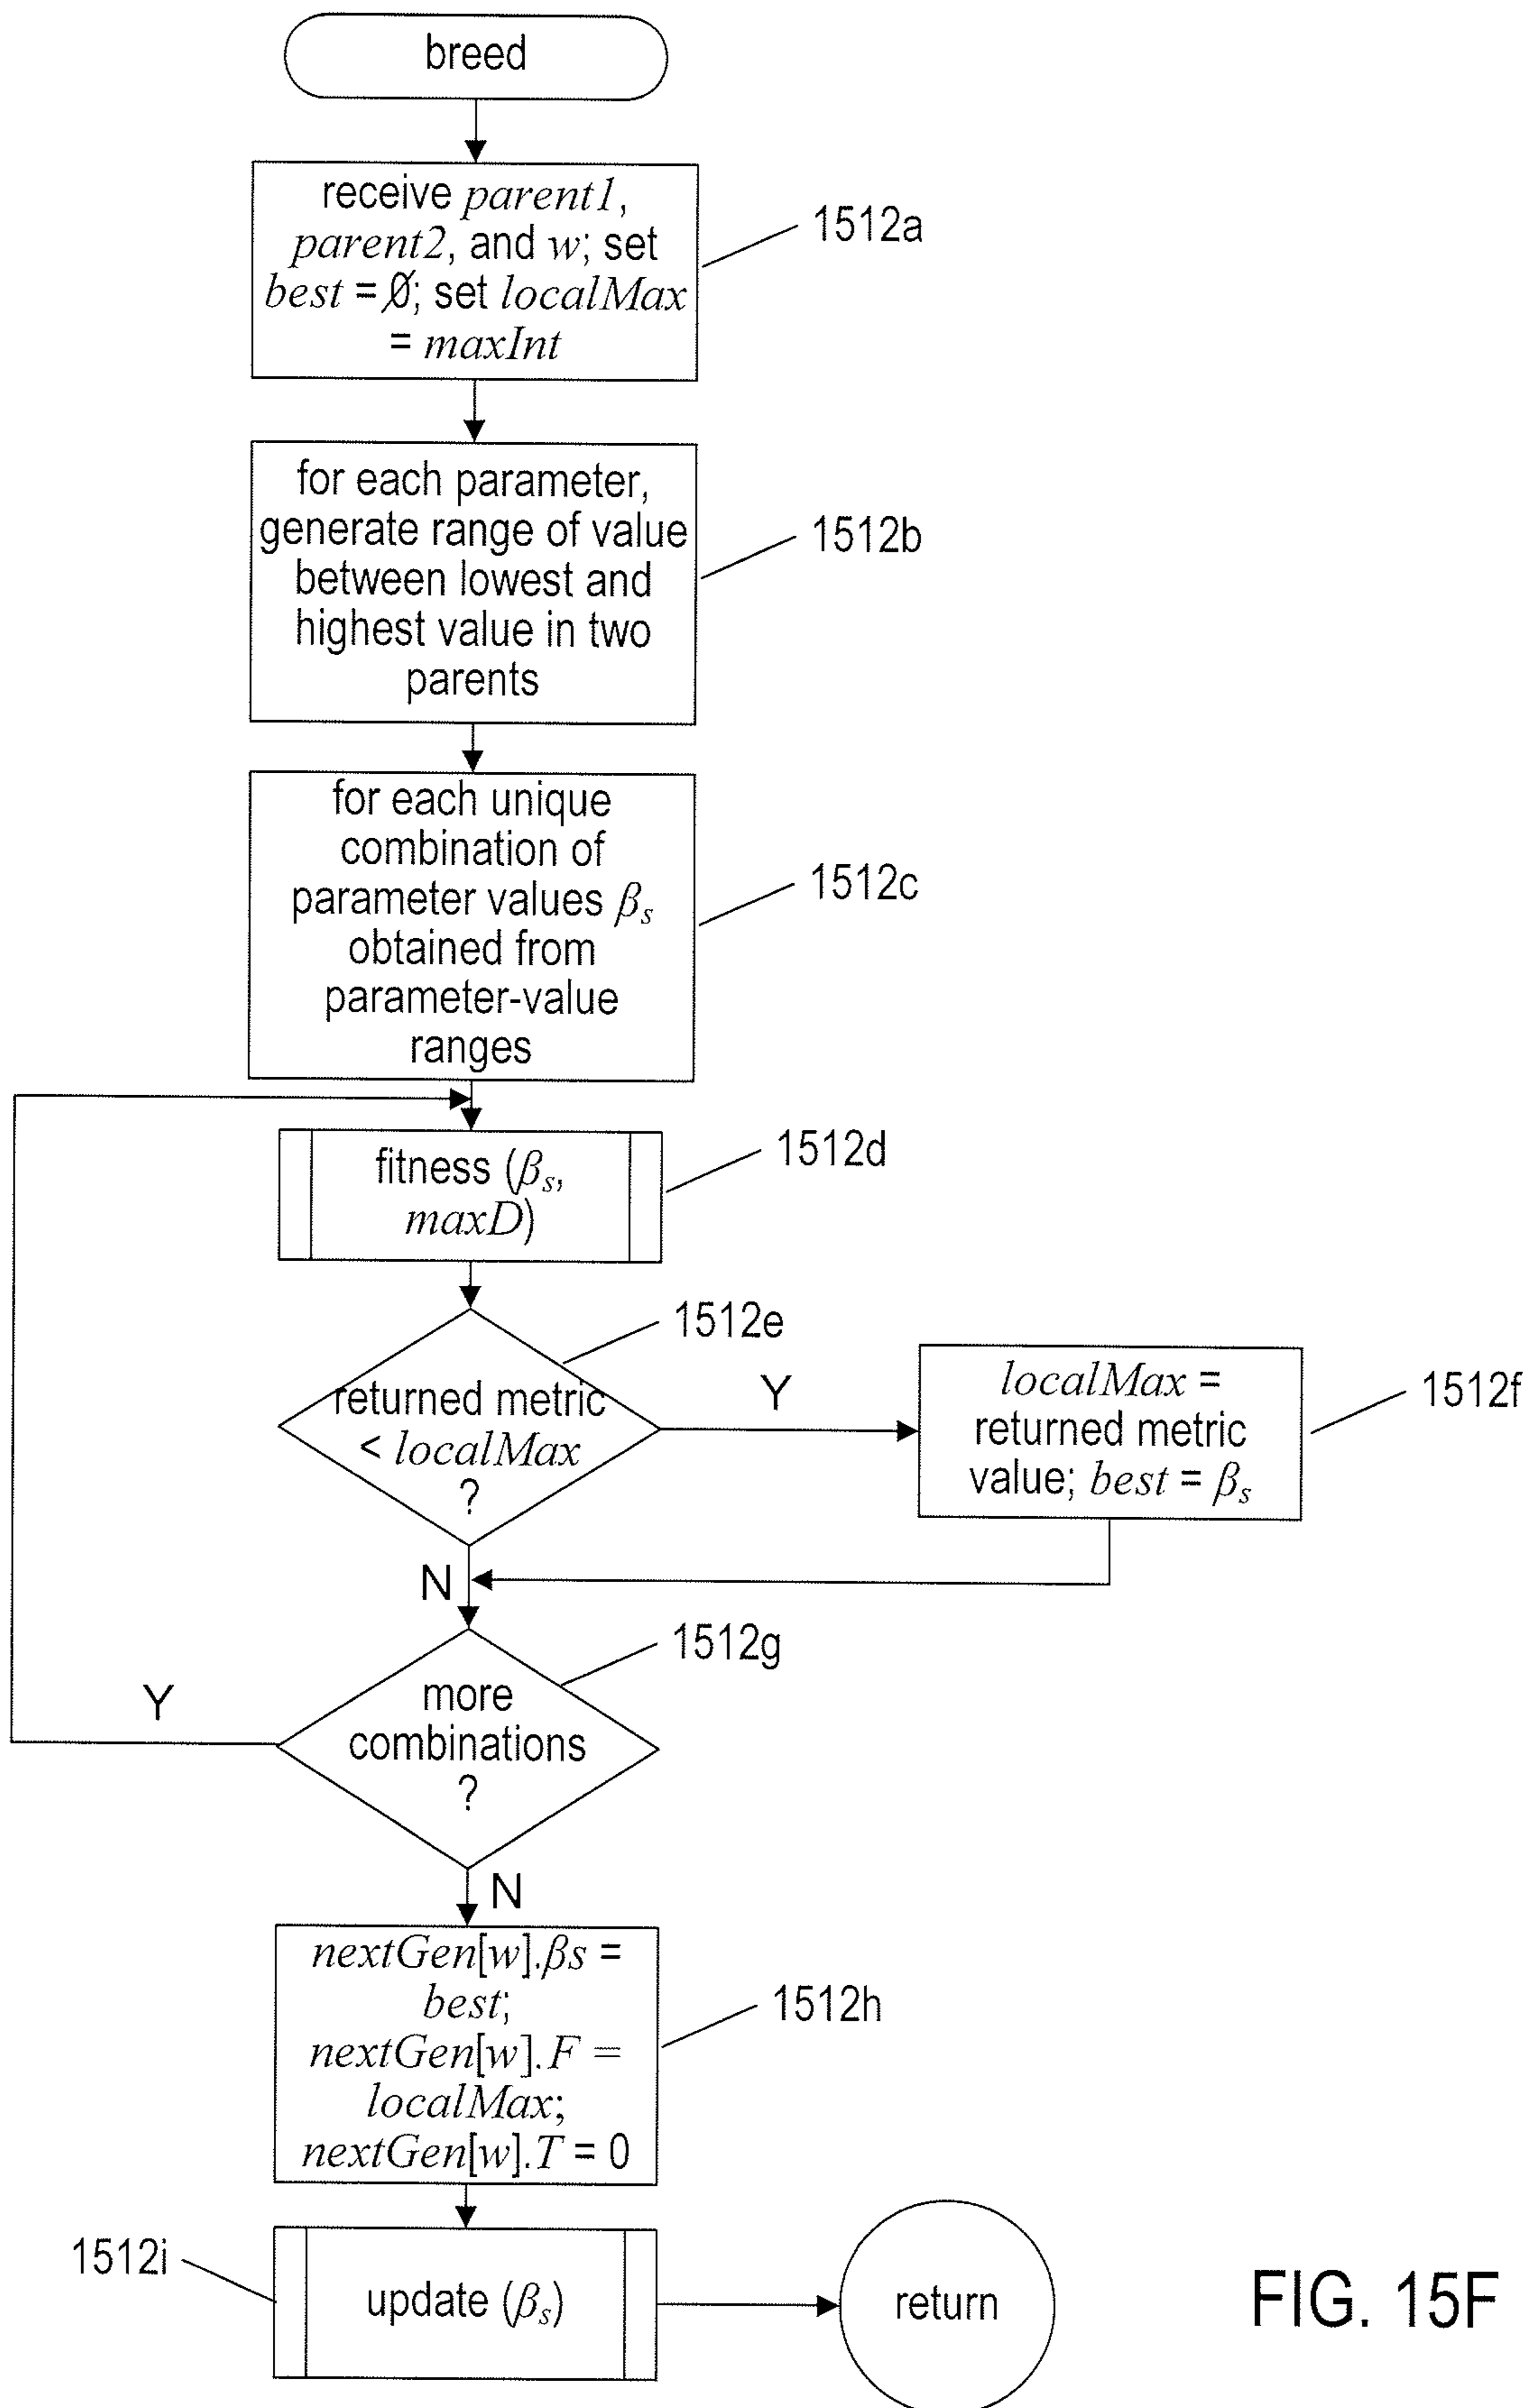 breed
receive parent1,
parent2, and w; set
best = Ø; set localMax
= maxInt
1512a
for each parameter,
generate range of value
between lowest and
highest value in two
parents
1512b
for each unique
combination of
parameter values βs
obtained from
parameter-value
ranges
1512c
fitness (βs,
maxD)
1512d
returned metric
< localMax
?
1512e
Y
localMax =
returned metric
value; best = βs
1512f
N
more
combinations
?
1512g
Y
N
nextGen[w].βs =
best;
nextGen[w].F =
localMax;
nextGen[w].T = 0
1512h
update (βs)
1512i
return
FIG. 15F